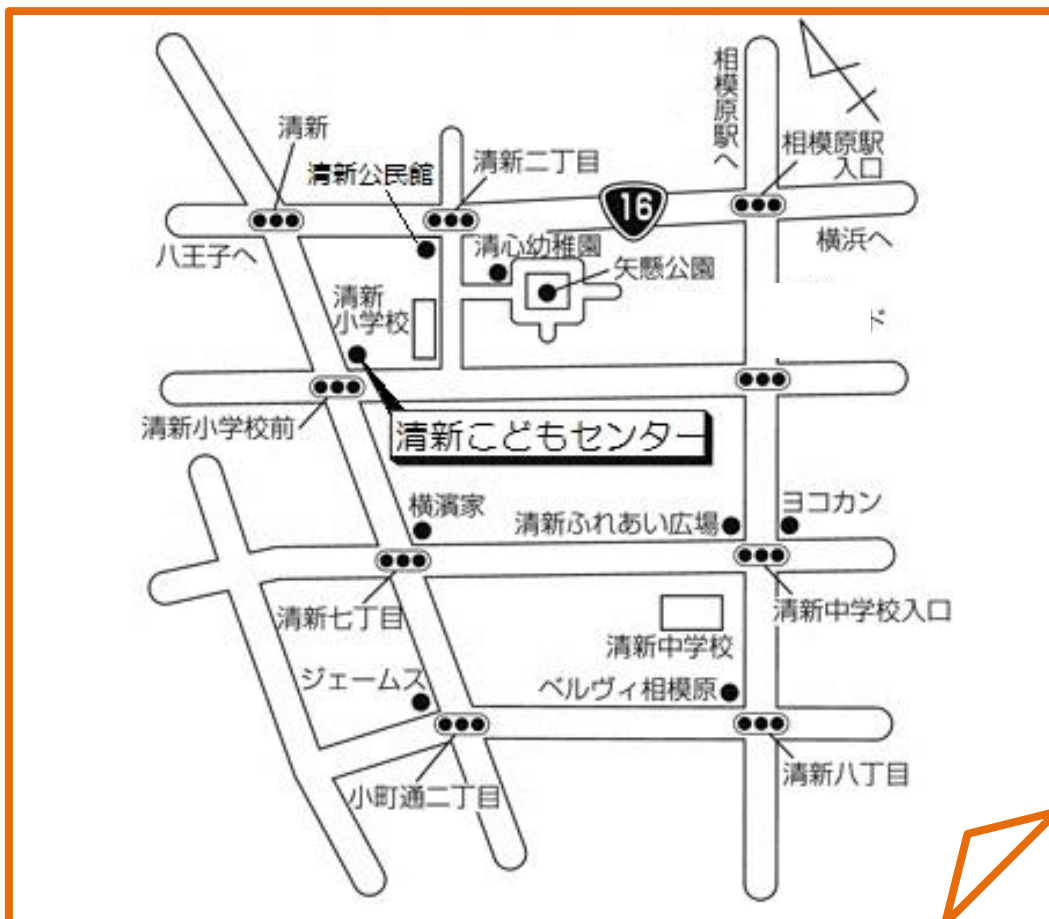 相模原駅へ
清新
清新公民館
清新二丁目
相模原駅
入口
16
八王子へ
横浜へ
清心幼稚園
矢懸公園
清新
小学校
ド
清新小学校前
清新こどもセンター
横濱家
清新ふれあい広場
ヨコカン
清新七丁目
清新中学校入口
清新中学校
ジェームス
ベルヴィ相模原
小町通二丁目
清新八丁目